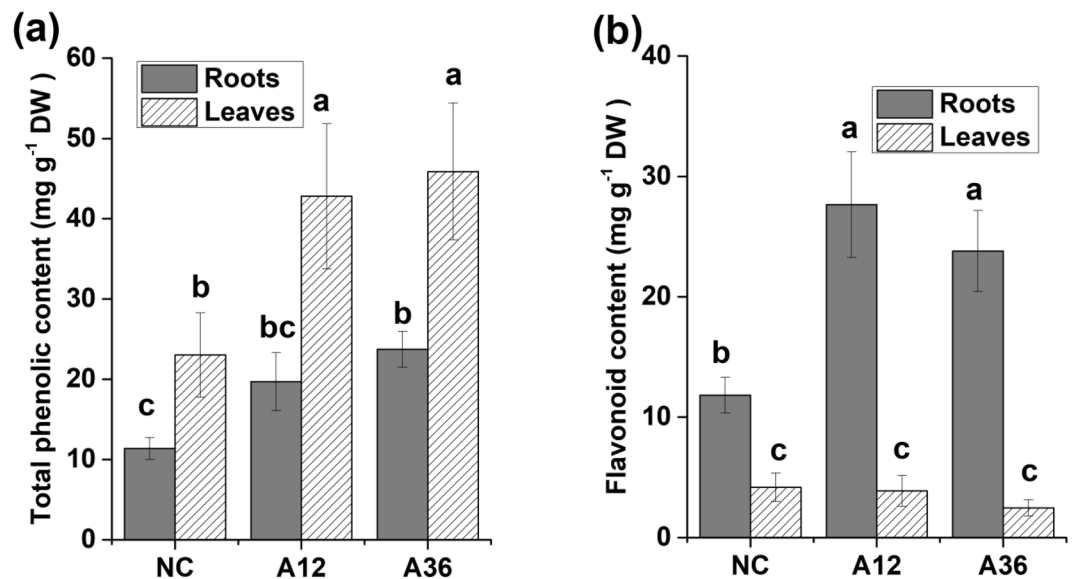 (a)
Total phenolic content (mg g⁻¹ DW )
60
50
40
30
20
10
0
Roots
Leaves
c
b
bc
a
b
a
NC
A12
A36
(b)
Flavonoid content (mg g⁻¹ DW)
40
30
20
10
0
Roots
Leaves
b
c
a
c
a
c
NC
A12
A36